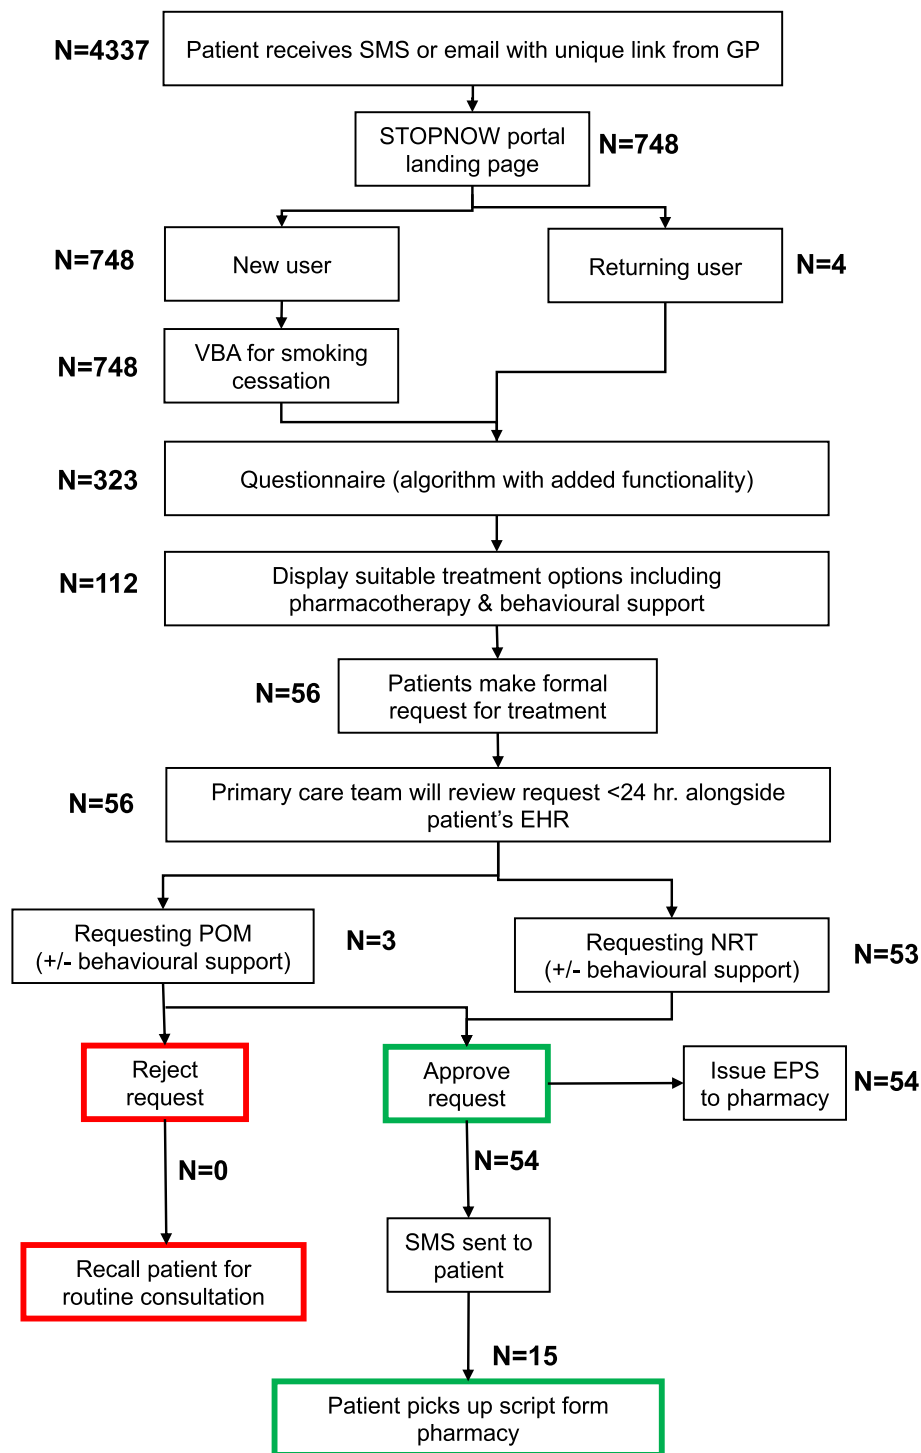 N=4337
Patient receives SMS or email with unique link from GP
STOPNOW portal
landing page
N=748
N=748
New user
Returning user
N=4
N=748
VBA for smoking
cessation
N=323
Questionnaire (algorithm with added functionality)
N=112
Display suitable treatment options including
pharmacotherapy & behavioural support
N=56
Patients make formal
request for treatment
N=56
Primary care team will review request <24 hr. alongside
patient's EHR
Requesting POM
(+/- behavioural support)
N=3
Requesting NRT
(+/- behavioural support)
N=53
Reject
request
Approve
request
Issue EPS
to pharmacy
N=54
N=0
N=54
Recall patient for
routine consultation
SMS sent to
patient
N=15
Patient picks up script form
pharmacy